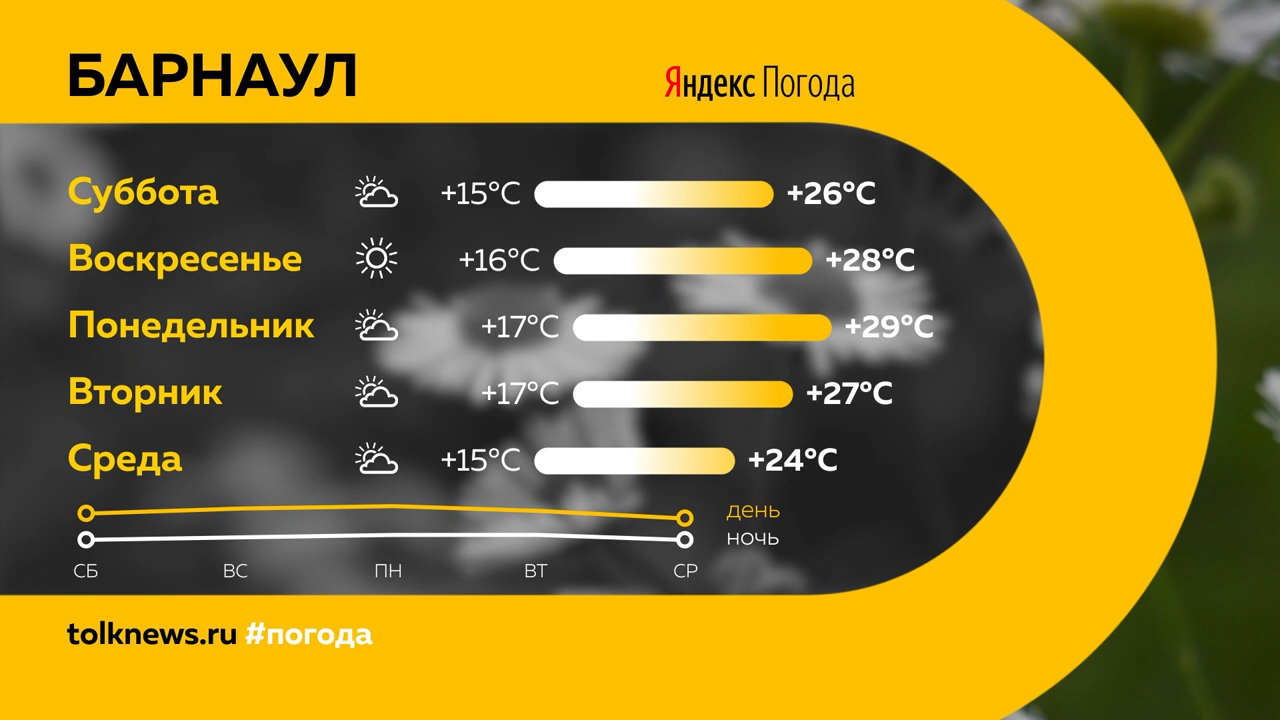 БАРНАУЛ
Яндекс Погода
Суббота +15°C +26°C
Воскресенье +16°C +28°C
Понедельник +17°C +29°C
Вторник +17°C +27°C
Среда +15°C +24°C
день
ночь
СБ ВС ПН ВТ СР
tolknews.ru #погода